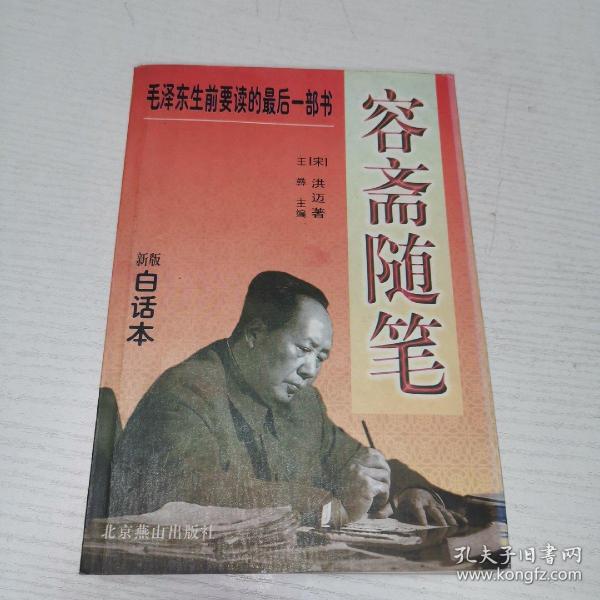 毛泽东生前要读的最后一部书
容斋随笔
[宋]洪迈著
王彝主编
新版
白话本
北京燕山出版社
孔夫子旧书网
www.kongfz.com